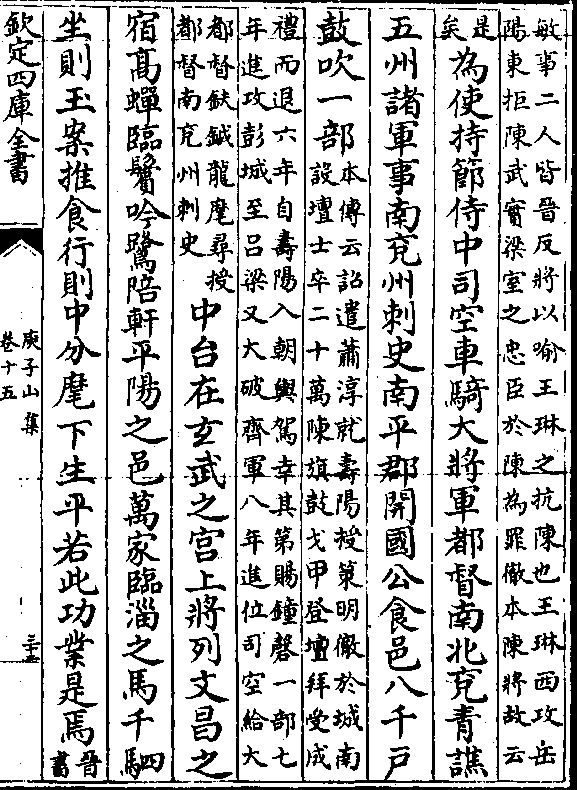 敏事二人皆晉反將以喻王琳之抗陳也王琳西攻岳
陽東拒陳武實梁室之忠臣於陳為罪徹本陳將故云
是
矣
為使持節侍中司空車騎大將軍都督南北兗青譙
五州諸軍事南兗州刺史南平郡開國公食邑八千戸
鼓吹一部
本傳云詔遣蕭淳就壽陽授策明徹於城南
設壇士卒二十萬陳旗鼓戈甲登壇拜受成
禮而退六年自壽陽入朝輿駕幸其第賜鐘磬一部七
年進攻彭城至吕梁又大破齊軍八年進位司空給大
都督鈇鉞龍麾尋授
都督南兗州刺史
中台在玄武之宫上將列文昌之
宿髙蟬臨鬢吟鷺陪軒平陽之邑萬家臨淄之馬千駟
坐則玉案推食行則中分麾下生平若此功業是焉
晉
書
欽定四庫全書
庾子山集
卷十五
三十五